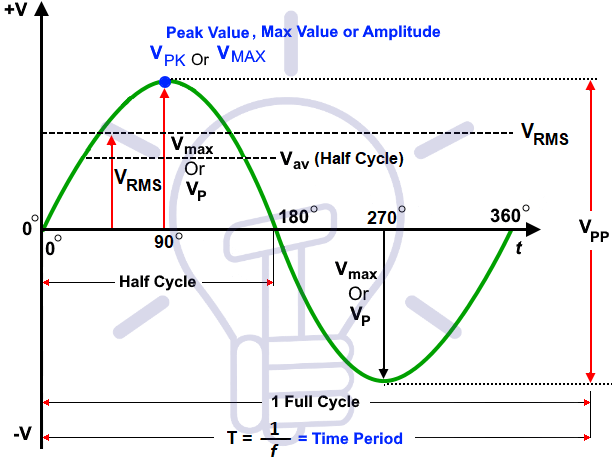 +V
Peak Value, Max Value or Amplitude
VPK Or VMAX
VRMS
Vmax
Or
VP
Vav (Half Cycle)
VRMS
0°
0°
90°
180°
270°
360°
t
VPP
Half Cycle
Vmax
Or
VP
1 Full Cycle
-V
T = 1/f = Time Period